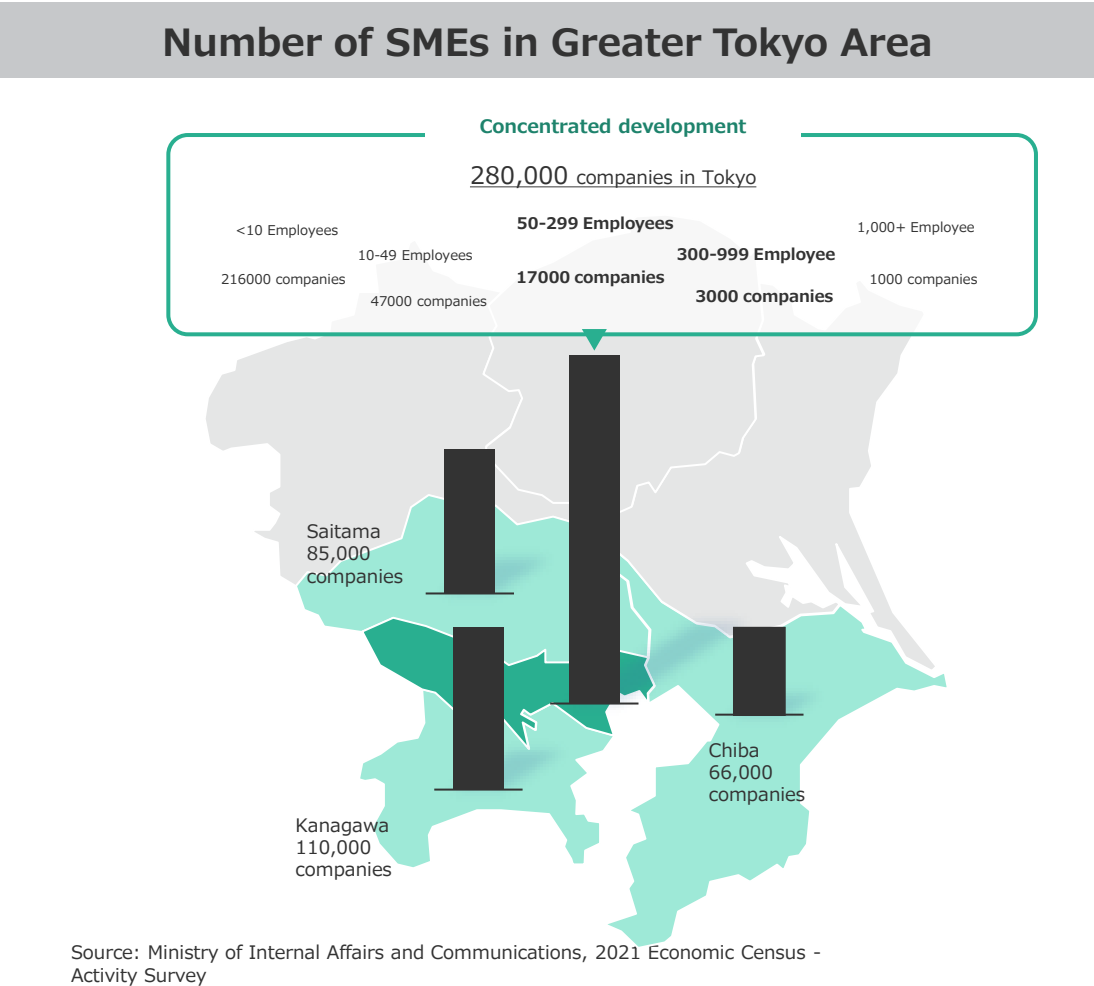 Number of SMEs in Greater Tokyo Area
Concentrated development
280,000 companies in Tokyo
<10 Employees
216000 companies
10-49 Employees
47000 companies
50-299 Employees
17000 companies
300-999 Employee
3000 companies
1,000+ Employee
1000 companies
Saitama
85,000
companies
Kanagawa
110,000
companies
Chiba
66,000
companies
Source: Ministry of Internal Affairs and Communications, 2021 Economic Census -
Activity Survey